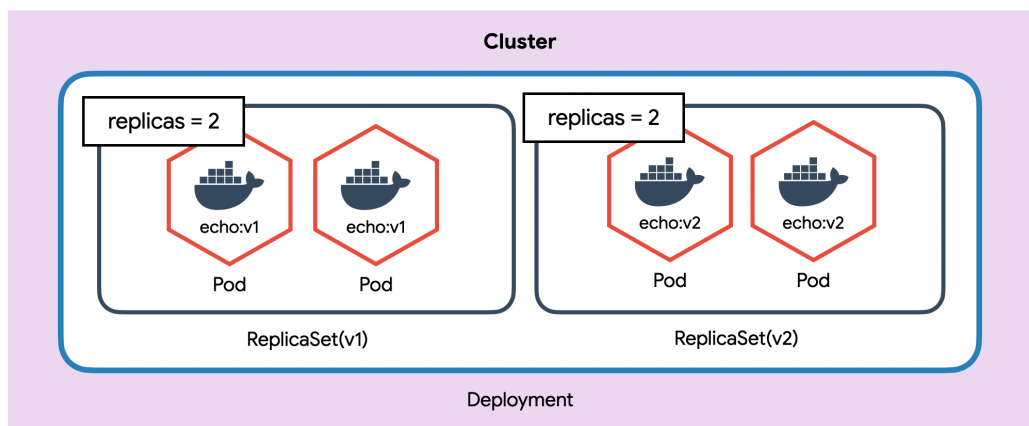 Cluster
replicas = 2
replicas = 2
echo:v1
echo:v1
echo:v2
echo:v2
Pod
Pod
Pod
Pod
ReplicaSet(v1)
ReplicaSet(v2)
Deployment